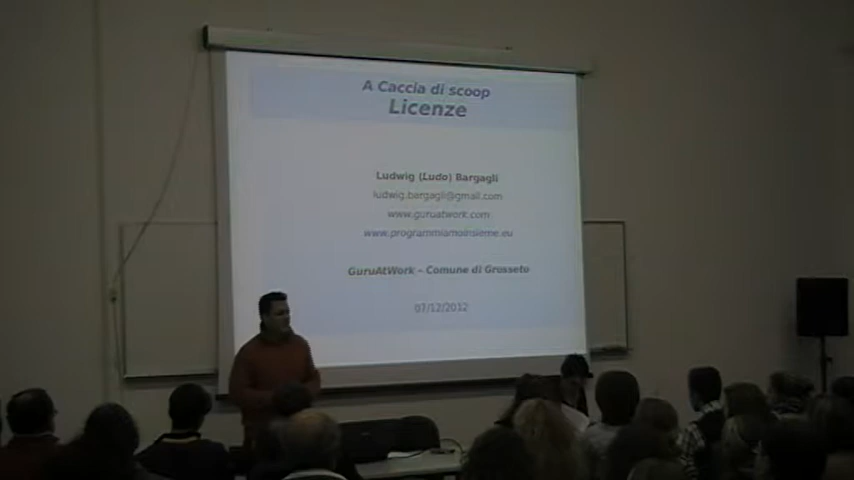 A Caccia di scoop
Licenze
Ludwig (Ludo) Bargagli
ludwig.bargagli@gmail.com
www.guruatwork.com
www.programmiamoinsieme.eu
GuruAtWork – Comune di Grosseto
07/12/2012